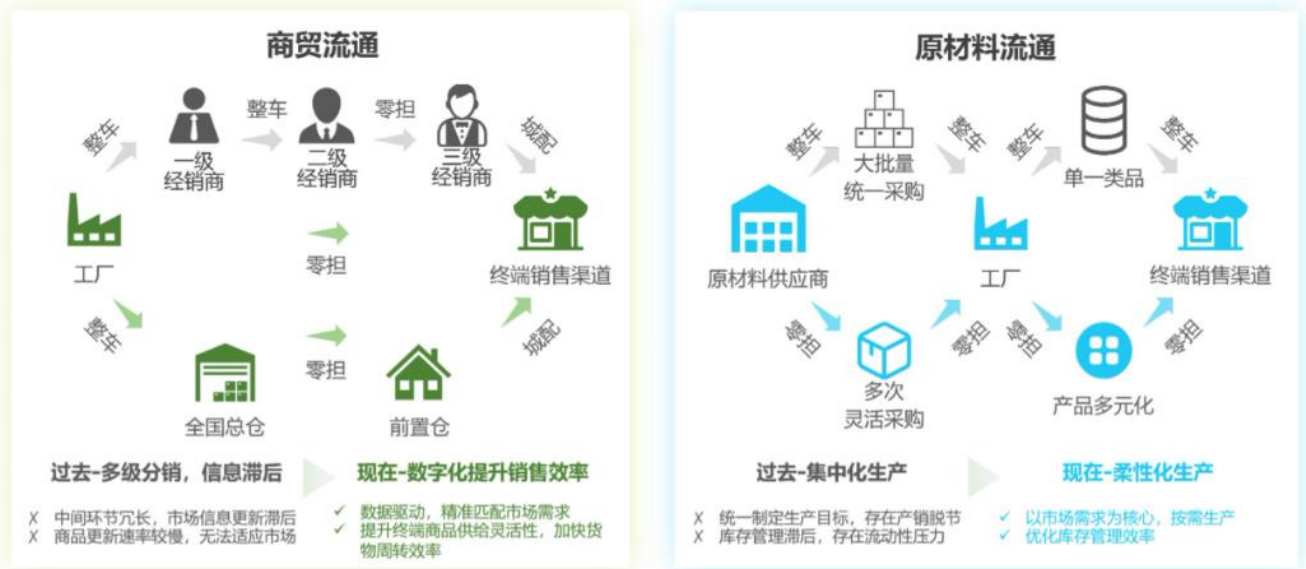 商贸流通
整车
一级
经销商
整车
二级
经销商
零担
三级
经销商
城配
工厂
零担
终端销售渠道
整车
全国总仓
零担
前置仓
城配
过去-多级分销，信息滞后
X 中间环节冗长，市场信息更新滞后
X 商品更新速率较慢，无法适应市场
现在-数字化提升销售效率
✓ 数据驱动，精准匹配市场需求
✓ 提升终端商品供给灵活性，加快货
物周转效率
原材料流通
整车
大批量
统一采购
整车
整车
单一类品
整车
原材料供应商
工厂
终端销售渠道
零担
多次
灵活采购
零担
零担
产品多元化
零担
过去-集中化生产
X 统一制定生产目标，存在产销脱节
X 库存管理滞后，存在流动性压力
现在-柔性化生产
✓ 以市场需求为核心，按需生产
✓ 优化库存管理效率